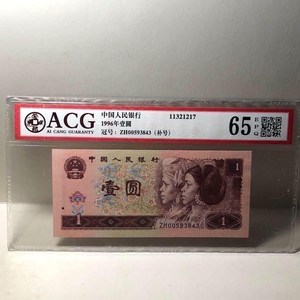 ACG
AI CANG GUARANTY
中国人民银行 11321217
1996年壹圆
冠号：ZH00593843（补号）
65 EPQ
中国人民银行
壹圆
1
1
ZH00593843